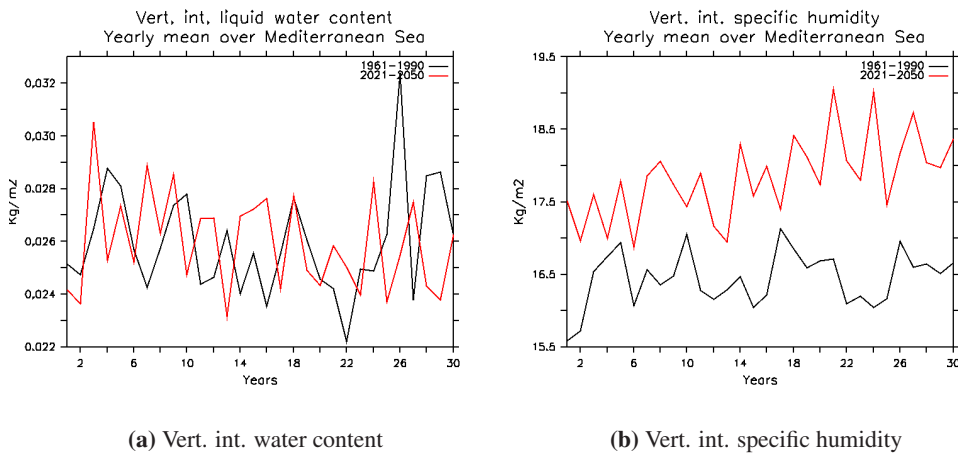 Vert, int, liquid water content
Yearly mean over Mediterranean Sea
1961-1990
2021-2050
0.032
0.030
0.028
0.026
0.024
0.022
Kg/m2
2 6 10 14 18 22 26 30
Years
(a) Vert. int. water content
Vert. int. specific humidity
Yearly mean over Mediterranean Sea
1961-1990
2021-2050
19.5
18.5
17.5
16.5
15.5
Kg/m2
2 6 10 14 18 22 26 30
Years
(b) Vert. int. specific humidity